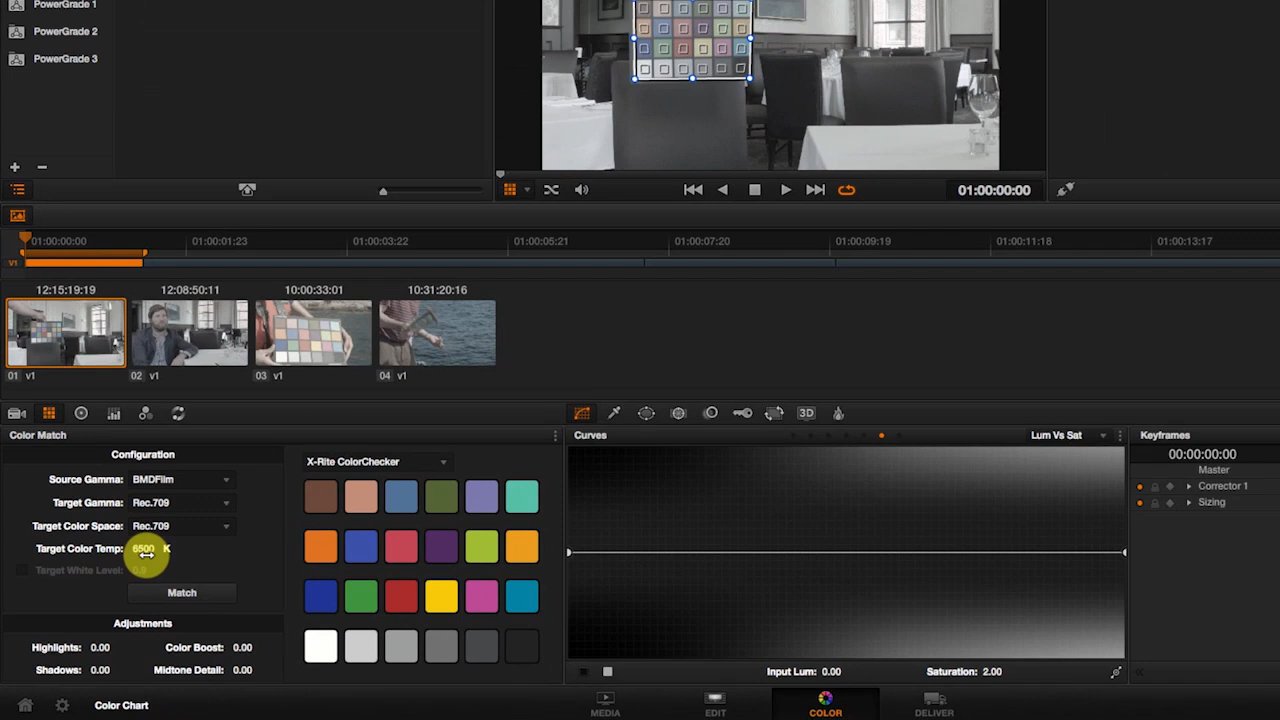 PowerGrade 1
PowerGrade 2
PowerGrade 3
01:00:00:00
01:00:00:00 01:00:01:23 01:00:03:22 01:00:05:21 01:00:07:20 01:00:09:19 01:00:11:18 01:00:13:17
V1
12:15:19:19 12:08:50:11 10:00:33:01 10:31:20:16
01 v1 02 v1 03 v1 04 v1
3D
Color Match Curves Lum Vs Sat Keyframes
Configuration
X-Rite ColorChecker
00:00:00:00
Master
Source Gamma: BMDFilm
Corrector 1
Target Gamma: Rec.709
Sizing
Target Color Space: Rec.709
Target Color Temp: 6500 K
Target White Level: 0.9
Match
Adjustments
Highlights: 0.00 Color Boost: 0.00
Shadows: 0.00 Midtone Detail: 0.00
Input Lum: 0.00 Saturation: 2.00
Color Chart
MEDIA EDIT COLOR DELIVER